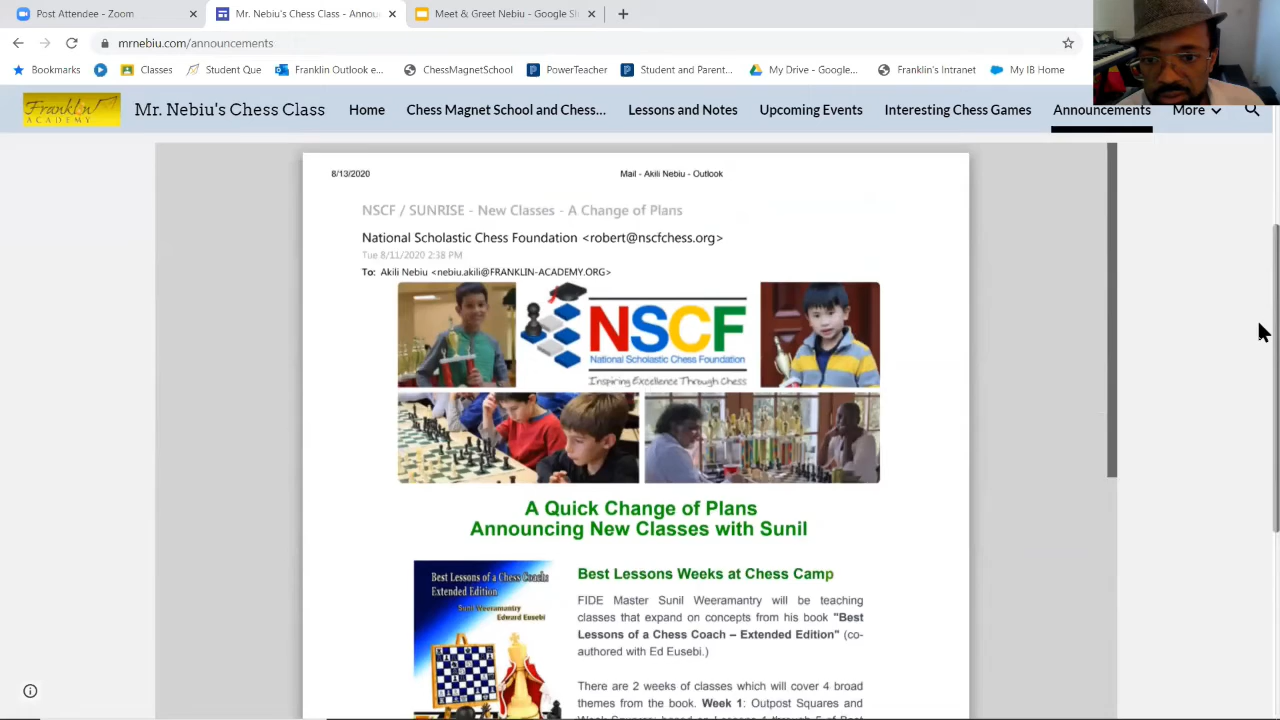 Post Attendee - Zoom
Mr. Nebiu's Chess Class - Annou
Meet & Greet Nebiu - Google Sl
mrnebiu.com/announcements
Bookmarks
Classes
Student Que
Franklin Outlook e...
ChessMagnetSchool
PowerTeacher
Student and Parent...
My Drive - Google...
Franklin's Intranet
My IB Home
Franklin
ACADEMY
Mr. Nebiu's Chess Class
Home
Chess Magnet School and Chess...
Lessons and Notes
Upcoming Events
Interesting Chess Games
Announcements
More
8/13/2020
Mail - Akili Nebiu - Outlook
NSCF / SUNRISE - New Classes - A Change of Plans
National Scholastic Chess Foundation <robert@nscfchess.org>
Tue 8/11/2020 2:38 PM
To: Akili Nebiu <nebiu.akili@FRANKLIN-ACADEMY.ORG>
NSCF
National Scholastic Chess Foundation
Inspiring Excellence Through Chess
A Quick Change of Plans
Announcing New Classes with Sunil
Best Lessons of a Chess Coach
Extended Edition
Sunil Weeramantry
Edward Eusebi
Best Lessons Weeks at Chess Camp
FIDE Master Sunil Weeramantry will be teaching
classes that expand on concepts from his book "Best
Lessons of a Chess Coach – Extended Edition" (co-
authored with Ed Eusebi.)
There are 2 weeks of classes which will cover 4 broad
themes from the book. Week 1: Outpost Squares and